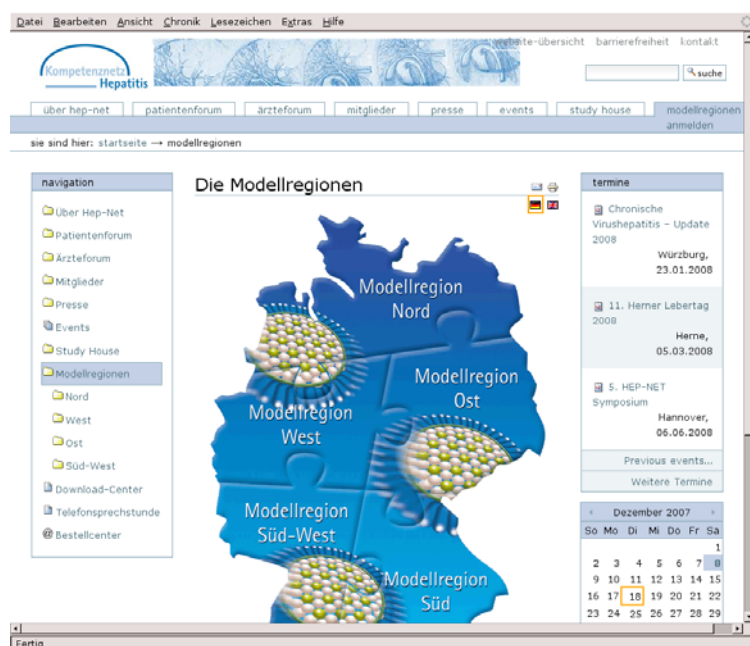 Datei Bearbeiten Ansicht Chronik Lesezeichen Extras Hilfe
website-übersicht barrierefreiheit kontakt
Kompetenznetz
Hepatitis
suche
über hep-net patientenforum ärzteforum mitglieder presse events study house modellregionen
anmelden
sie sind hier: startseite → modellregionen
navigation
Über Hep-Net
Patientenforum
Ärzteforum
Mitglieder
Presse
Events
Study House
Modellregionen
Nord
West
Ost
Süd-West
Download-Center
Telefonsprechstunde
@ Bestellcenter
Die Modellregionen
Modellregion
Nord
Modellregion
Ost
Modellregion
West
Modellregion
Süd-West
Modellregion
Süd
termine
Chronische
Virushepatitis - Update
2008
Würzburg,
23.01.2008
11. Herner Lebertag
2008
Herne,
05.03.2008
5. HEP-NET
Symposium
Hannover,
06.06.2008
Previous events...
Weitere Termine
Dezember 2007
So Mo Di Mi Do Fr Sa
1
2 3 4 5 6 7 8
9 10 11 12 13 14 15
16 17 18 19 20 21 22
23 24 25 26 27 28 29
Fertig